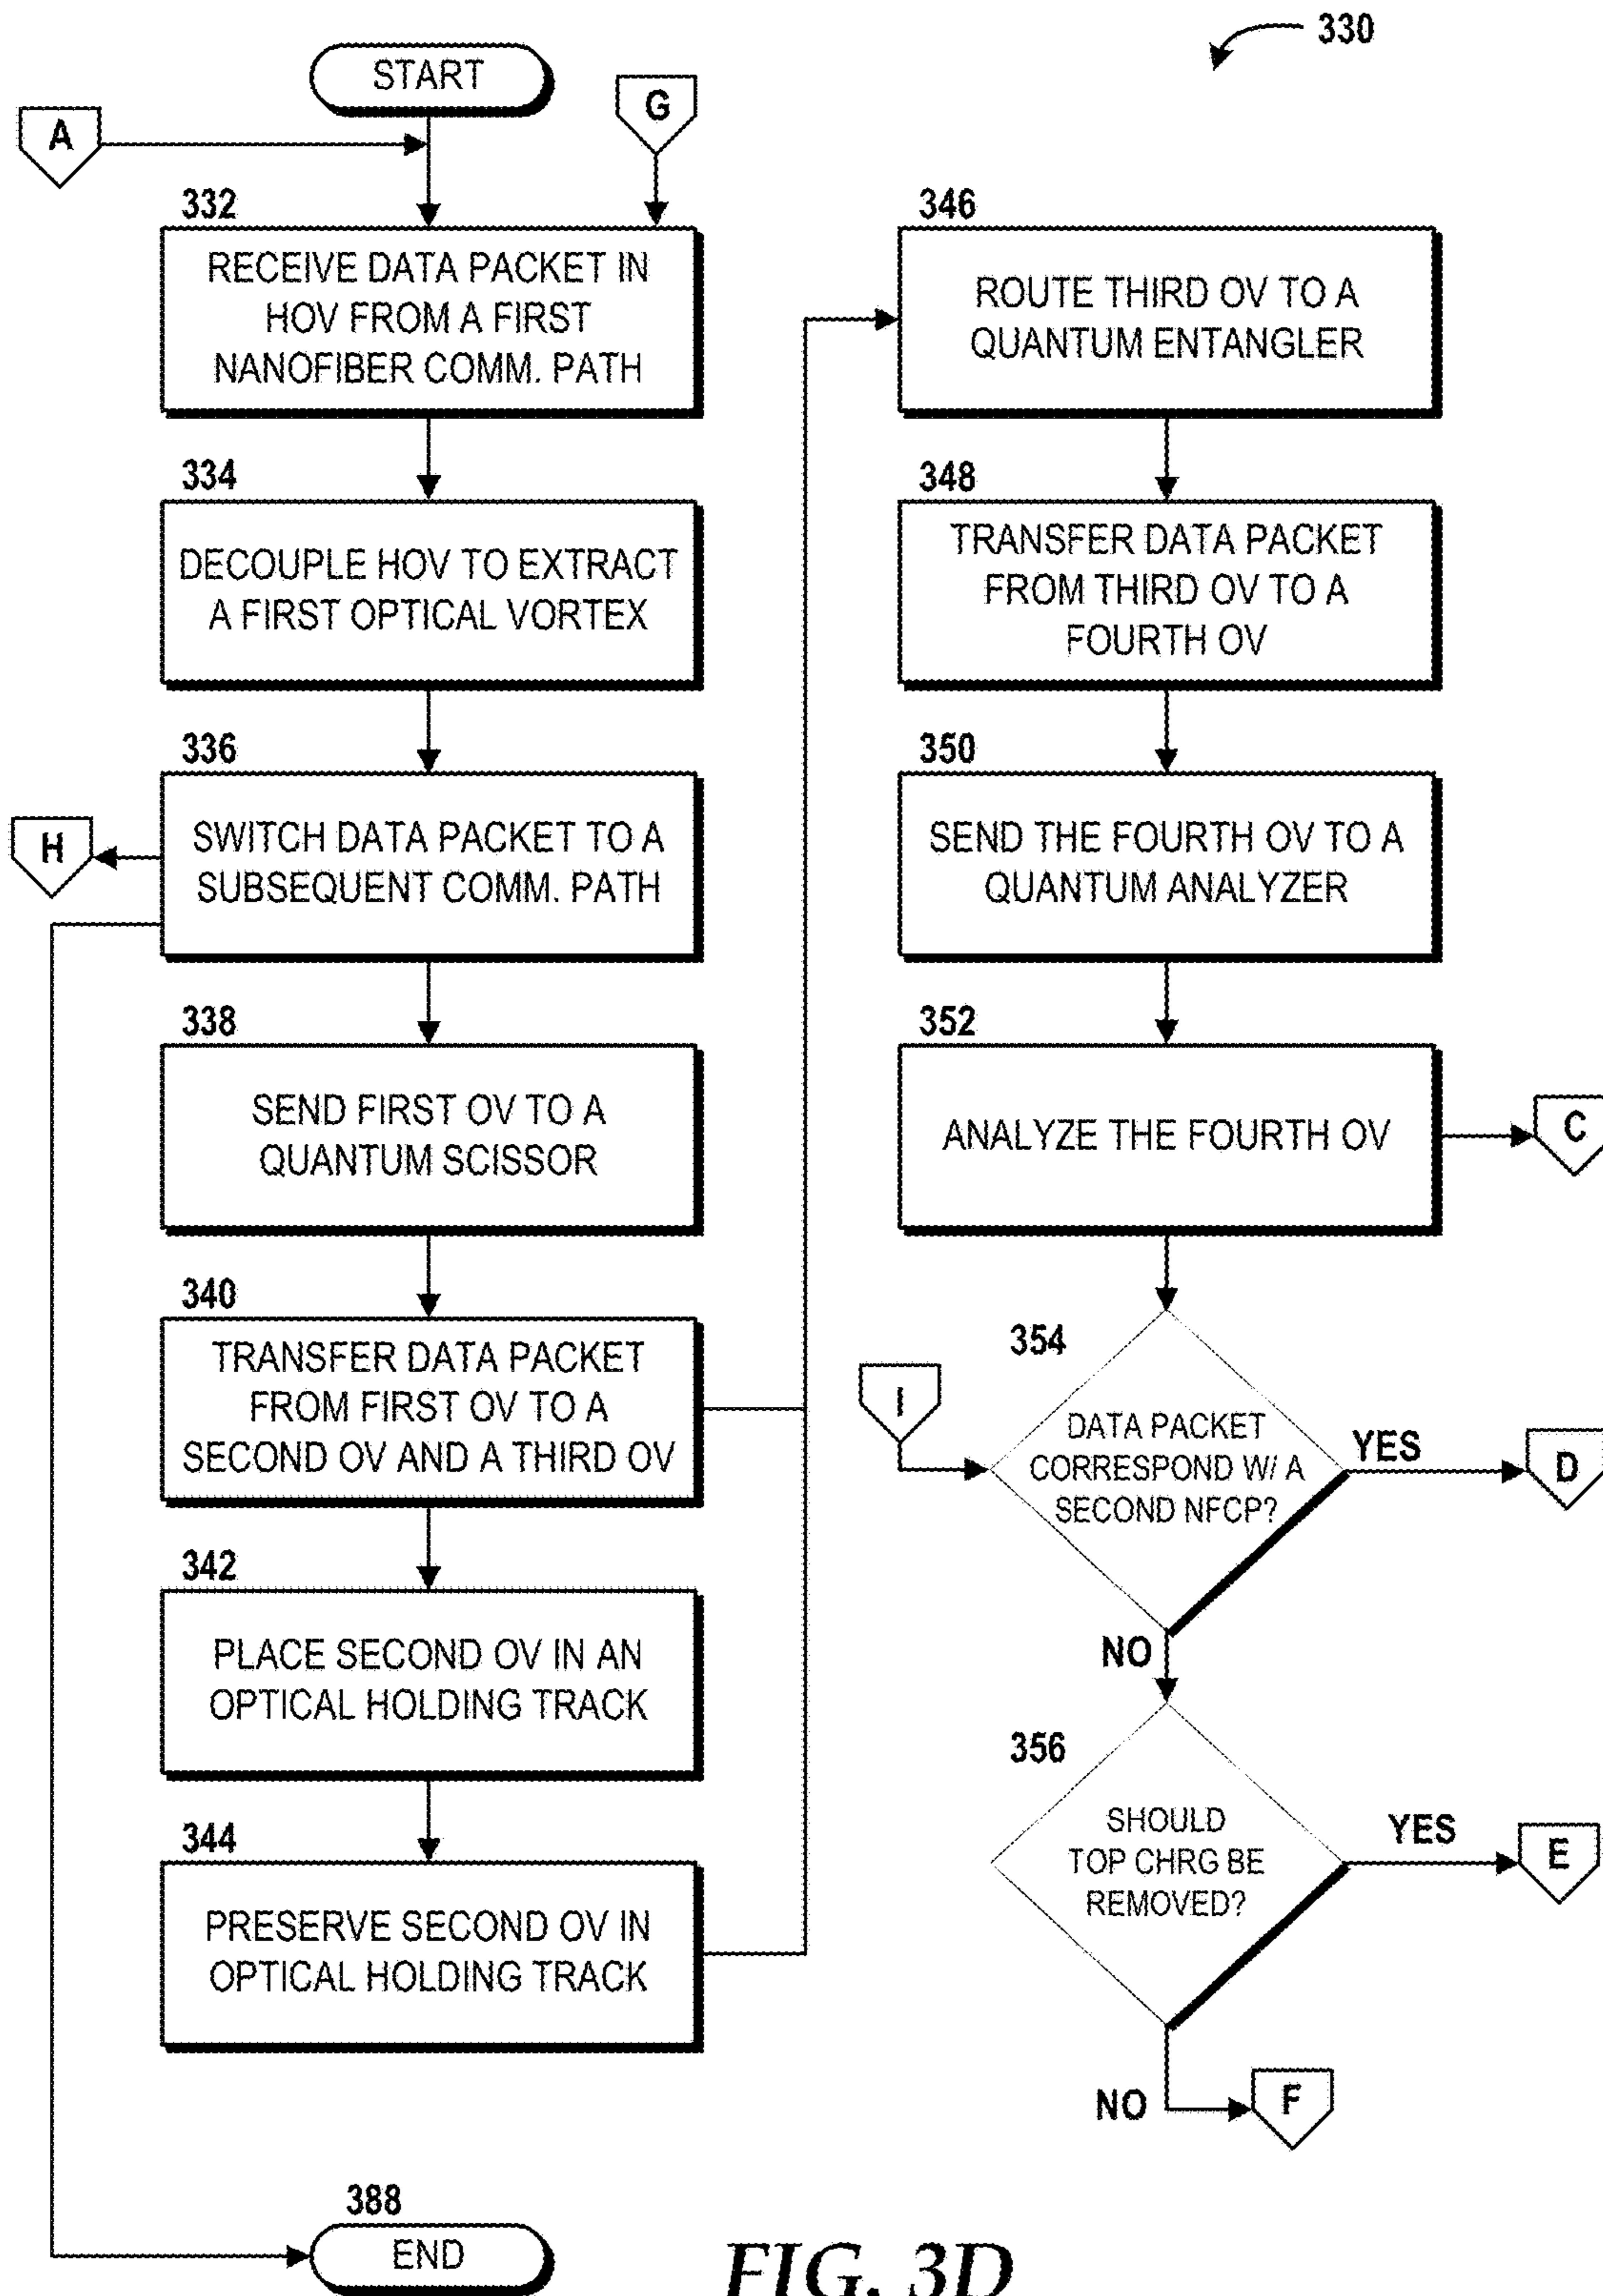 330
START
G
A
332
RECEIVE DATA PACKET IN
HOV FROM A FIRST
NANOFIBER COMM. PATH
334
DECOUPLE HOV TO EXTRACT
A FIRST OPTICAL VORTEX
336
SWITCH DATA PACKET TO A
SUBSEQUENT COMM. PATH
H
338
SEND FIRST OV TO A
QUANTUM SCISSOR
340
TRANSFER DATA PACKET
FROM FIRST OV TO A
SECOND OV AND A THIRD OV
342
PLACE SECOND OV IN AN
OPTICAL HOLDING TRACK
344
PRESERVE SECOND OV IN
OPTICAL HOLDING TRACK
346
ROUTE THIRD OV TO A
QUANTUM ENTANGLER
348
TRANSFER DATA PACKET
FROM THIRD OV TO A
FOURTH OV
350
SEND THE FOURTH OV TO A
QUANTUM ANALYZER
352
ANALYZE THE FOURTH OV
C
354
I
DATA PACKET
CORRESPOND W/ A
SECOND NFCP?
YES
D
NO
356
SHOULD
TOP CHRG BE
REMOVED?
YES
E
NO
F
388
END
FIG. 3D